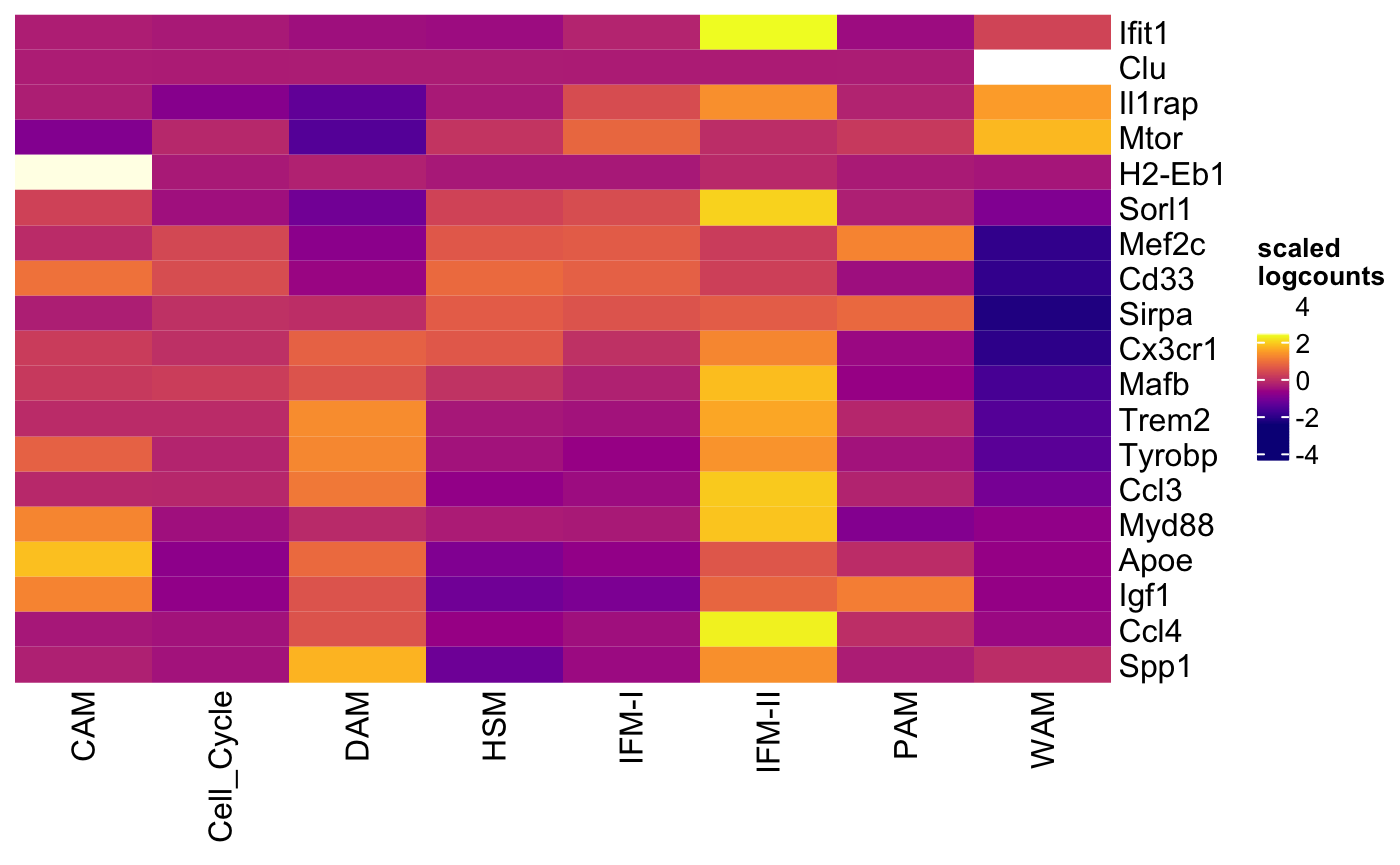 Ifit1
Clu
Il1rap
Mtor
H2-Eb1
Sorl1
Mef2c
Cd33
Sirpa
Cx3cr1
Mafb
Trem2
Tyrobp
Ccl3
Myd88
Apoe
Igf1
Ccl4
Spp1
CAM
Cell_Cycle
DAM
HSM
IFM-I
IFM-II
PAM
WAM
scaled
logcounts
4
2
0
-2
-4